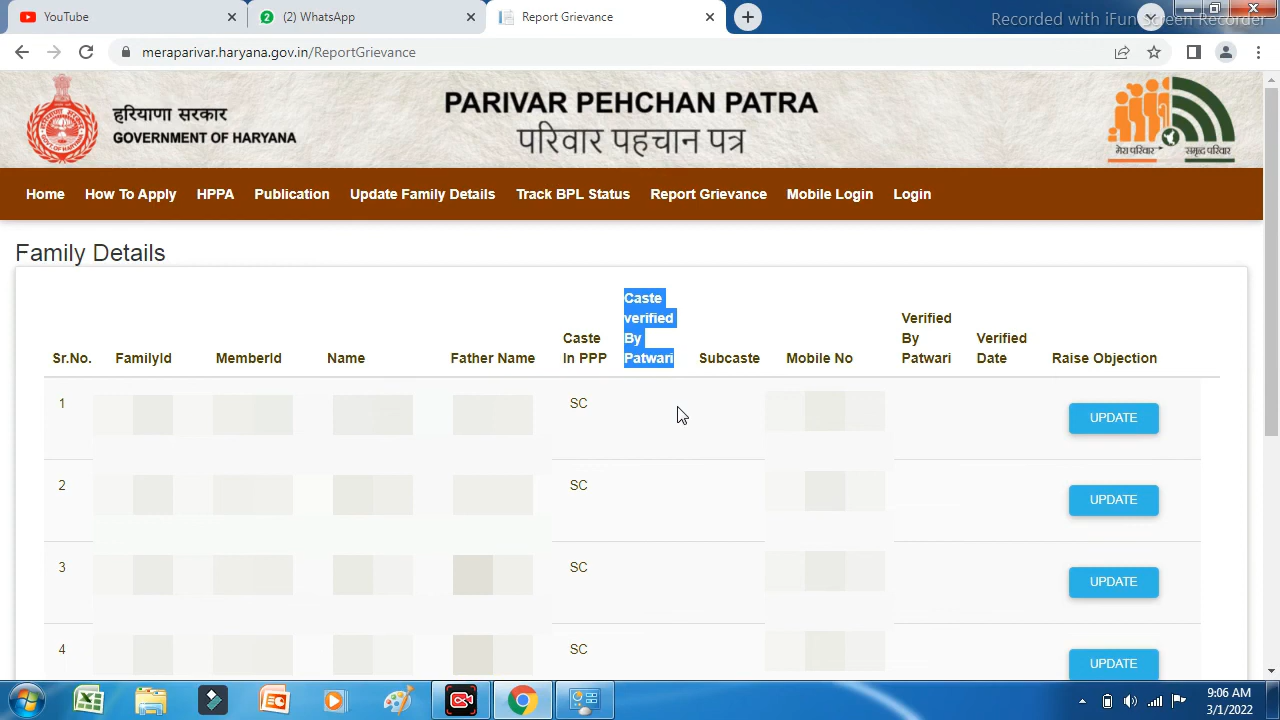 YouTube
(2) WhatsApp
Report Grievance
Recorded with iFun Screen Recorder
meraparivar.haryana.gov.in/ReportGrievance
हरियाणा सरकार
GOVERNMENT OF HARYANA
PARIVAR PEHCHAN PATRA
परिवार पहचान पत्र
मेरा परिवार
समृद्ध परिवार
Home How To Apply HPPA Publication Update Family Details Track BPL Status Report Grievance Mobile Login Login
Family Details
Sr.No. FamilyId MemberId Name Father Name
Caste
In PPP
Caste
verified
By
Patwari
Subcaste Mobile No
Verified
By
Patwari
Verified
Date
Raise Objection
1 SC UPDATE
2 SC UPDATE
3 SC UPDATE
4 SC UPDATE
9:06 AM
3/1/2022